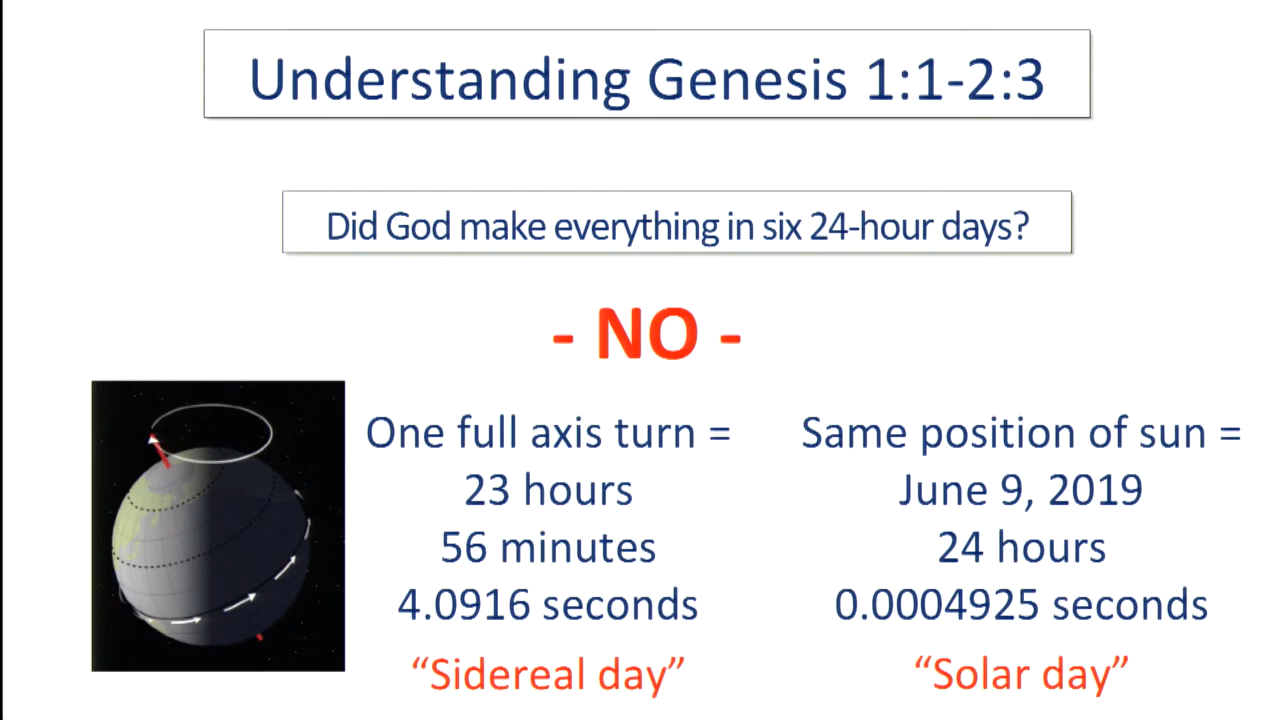 Understanding Genesis 1:1-2:3
Did God make everything in six 24-hour days?
- NO -
One full axis turn =
23 hours
56 minutes
4.0916 seconds
“Sidereal day”
Same position of sun =
June 9, 2019
24 hours
0.0004925 seconds
“Solar day”